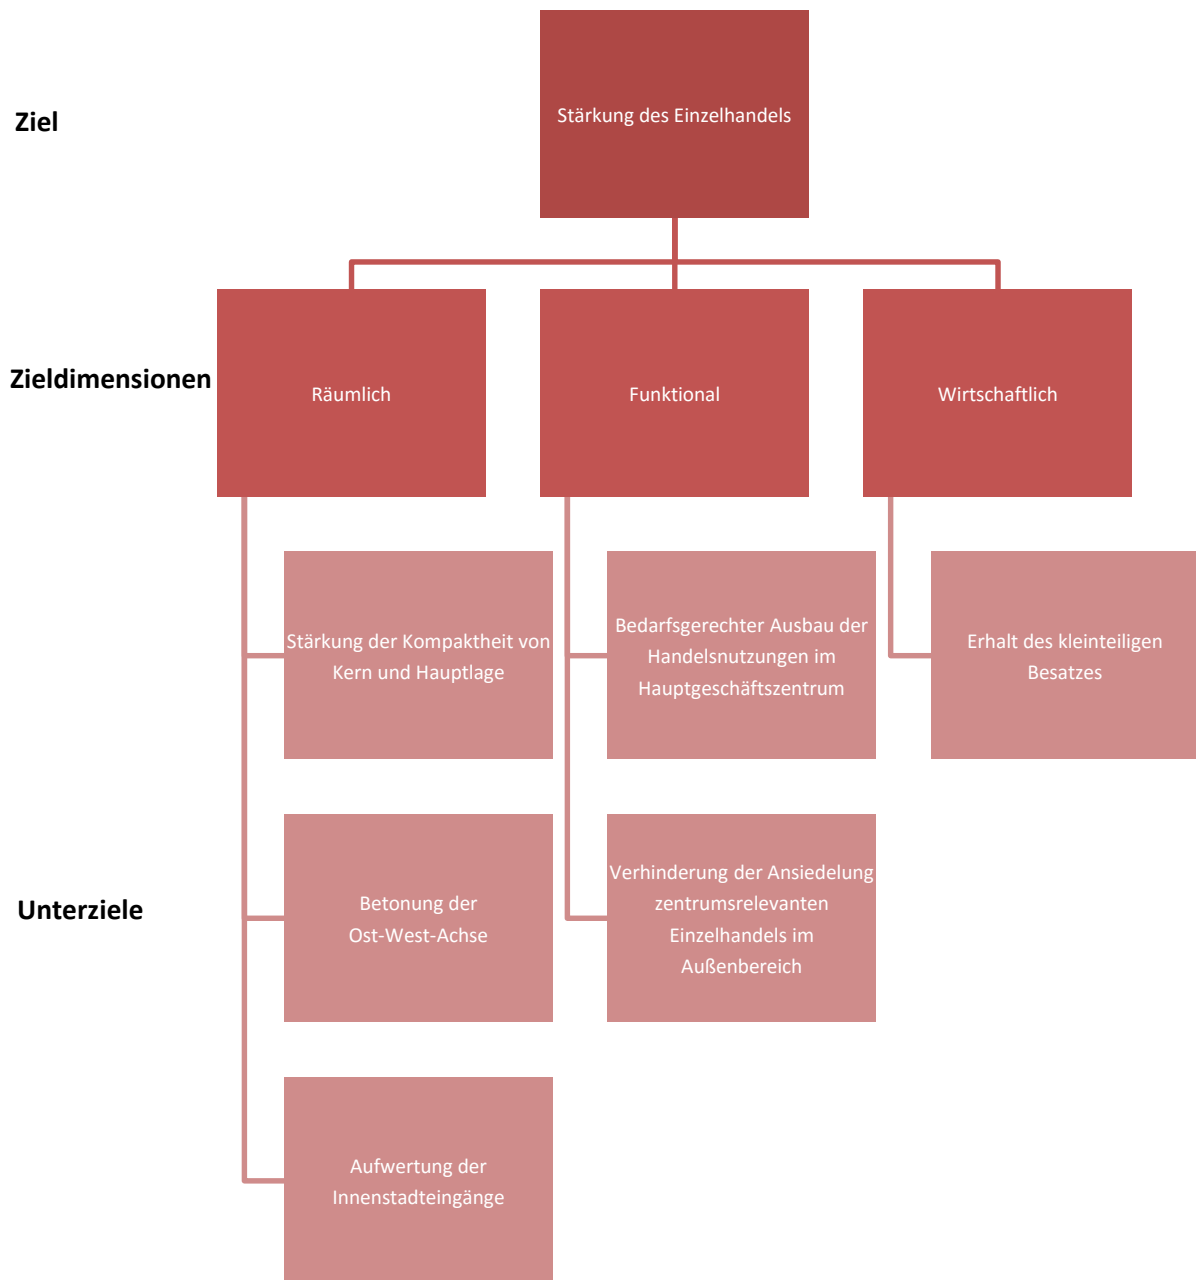 Ziel
Stärkung des Einzelhandels
Zieldimensionen
Räumlich
Funktional
Wirtschaftlich
Stärkung der Kompaktheit von
Kern und Hauptlage
Bedarfsgerechter Ausbau der
Handelsnutzungen im
Hauptgeschäftszentrum
Erhalt des kleinteiligen
Besatzes
Unterziele
Betonung der
Ost-West-Achse
Verhinderung der Ansiedelung
zentrumsrelevanten
Einzelhandels im
Außenbereich
Aufwertung der
Innenstadteingänge